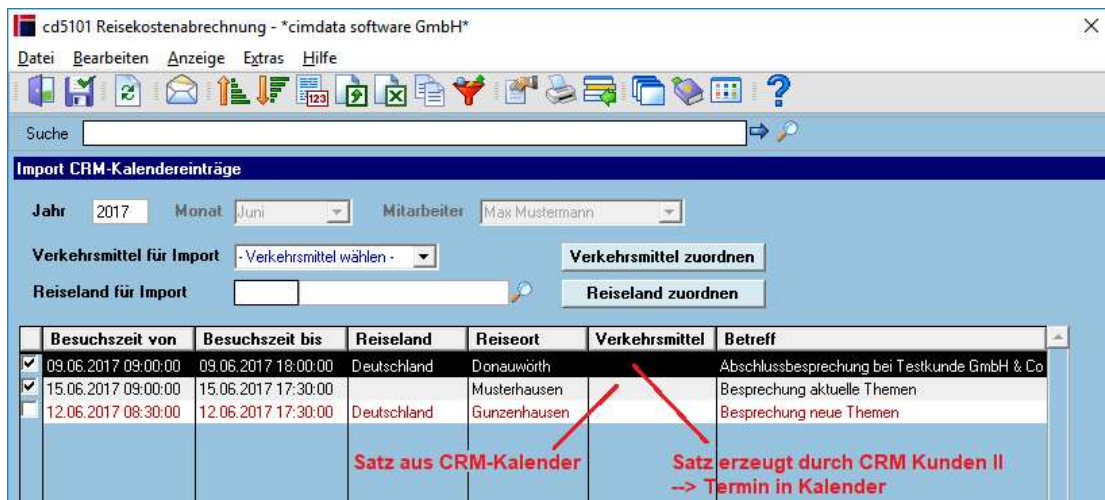 cd5101 Reisekostenabrechnung - *cimdata software GmbH*
Datei Bearbeiten Anzeige Extras Hilfe
123
Suche
Import CRM-Kalendereinträge
Jahr 2017 Monat Juni Mitarbeiter Max Mustermann
Verkehrsmittel für Import - Verkehrsmittel wählen - Verkehrsmittel zuordnen
Reiseland für Import Reiseland zuordnen
Besuchszeit von Besuchszeit bis Reiseland Reiseort Verkehrsmittel Betreff
09.06.2017 09:00:00 09.06.2017 18:00:00 Deutschland Donauwörth Abschlussbesprechung bei Testkunde GmbH & Co
15.06.2017 09:00:00 15.06.2017 17:30:00 Musterhausen Besprechung aktuelle Themen
12.06.2017 08:30:00 12.06.2017 17:30:00 Deutschland Gunzenhausen Besprechung neue Themen
Satz aus CRM-Kalender Satz erzeugt durch CRM Kunden II
--> Termin in Kalender